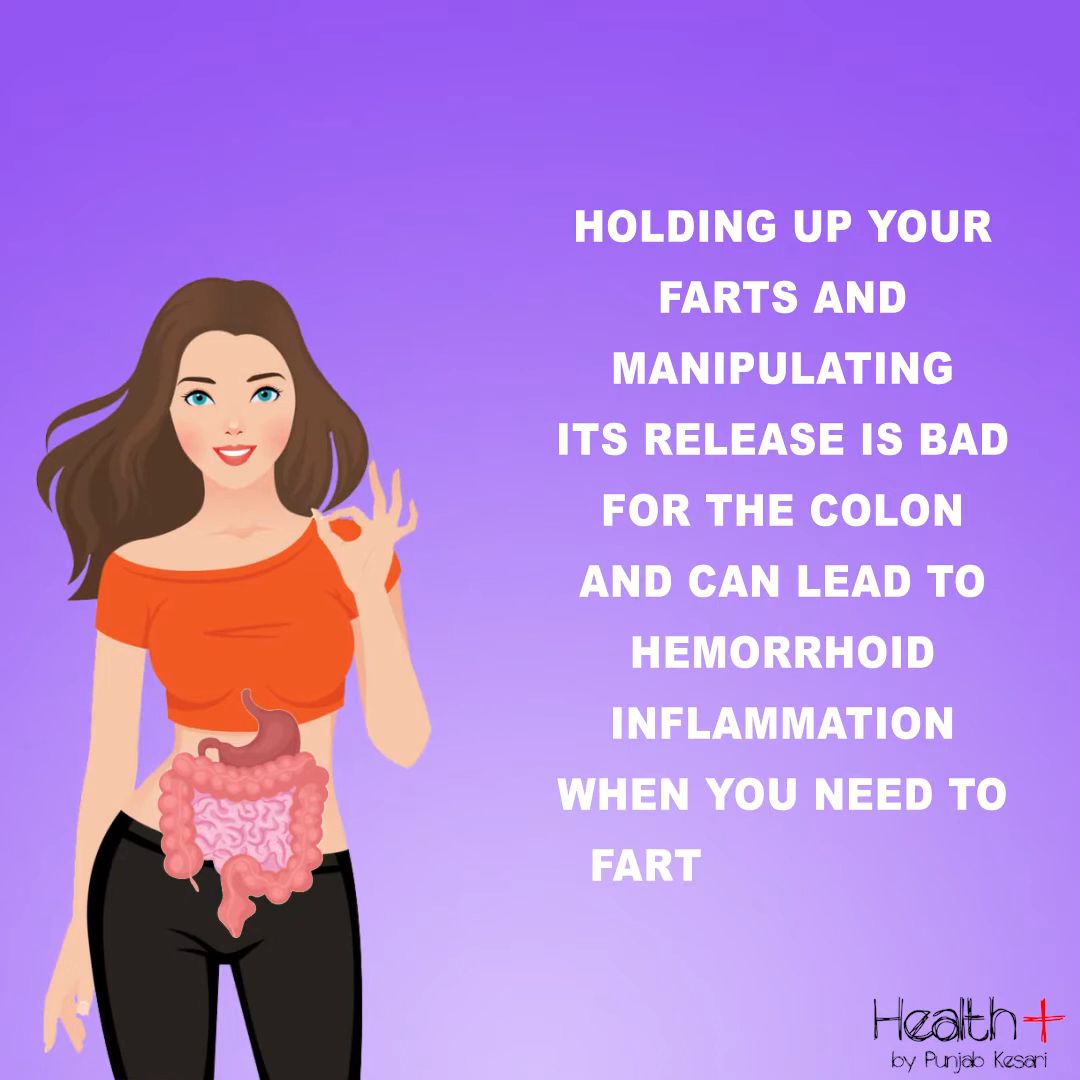 HOLDING UP YOUR
FARTS AND
MANIPULATING
ITS RELEASE IS BAD
FOR THE COLON
AND CAN LEAD TO
HEMORRHOID
INFLAMMATION
WHEN YOU NEED TO
FART
Health+
by Punjab Kesari